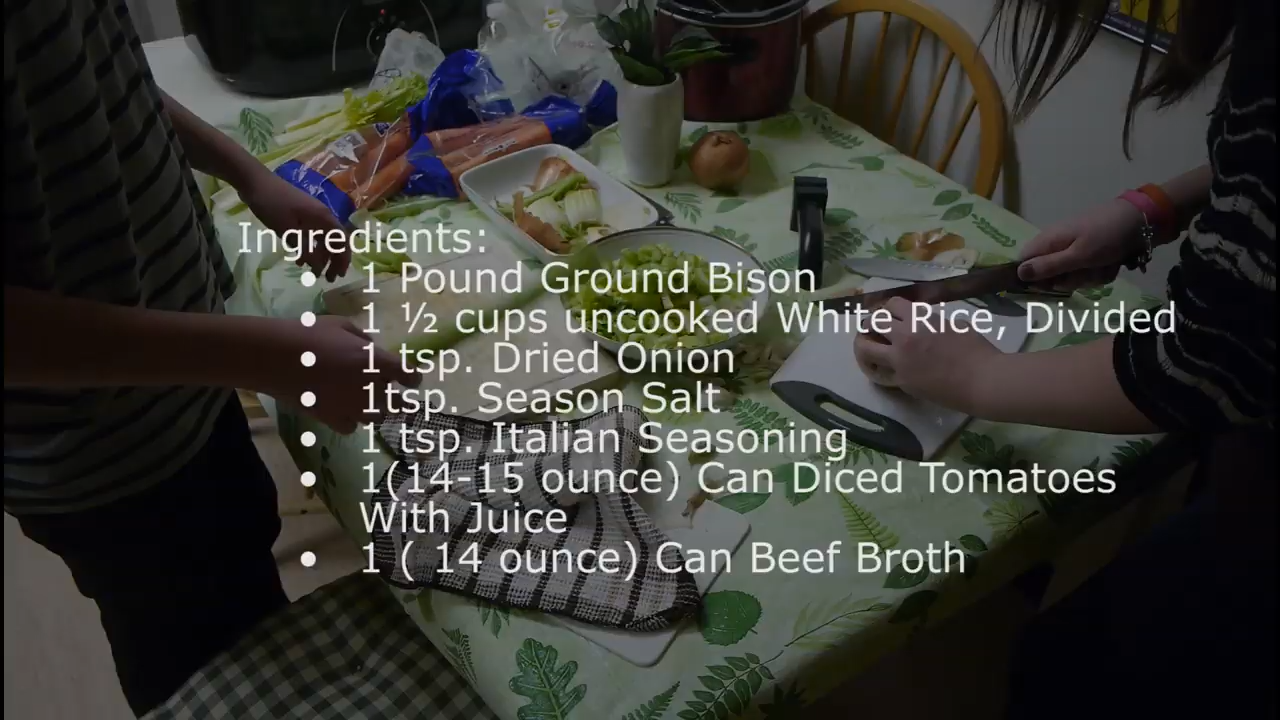 Ingredients:
● 1 Pound Ground Bison
● 1 ½ cups uncooked White Rice, Divided
● 1 tsp. Dried Onion
● 1tsp. Season Salt
● 1 tsp. Italian Seasoning
● 1(14-15 ounce) Can Diced Tomatoes
With Juice
● 1 ( 14 ounce) Can Beef Broth